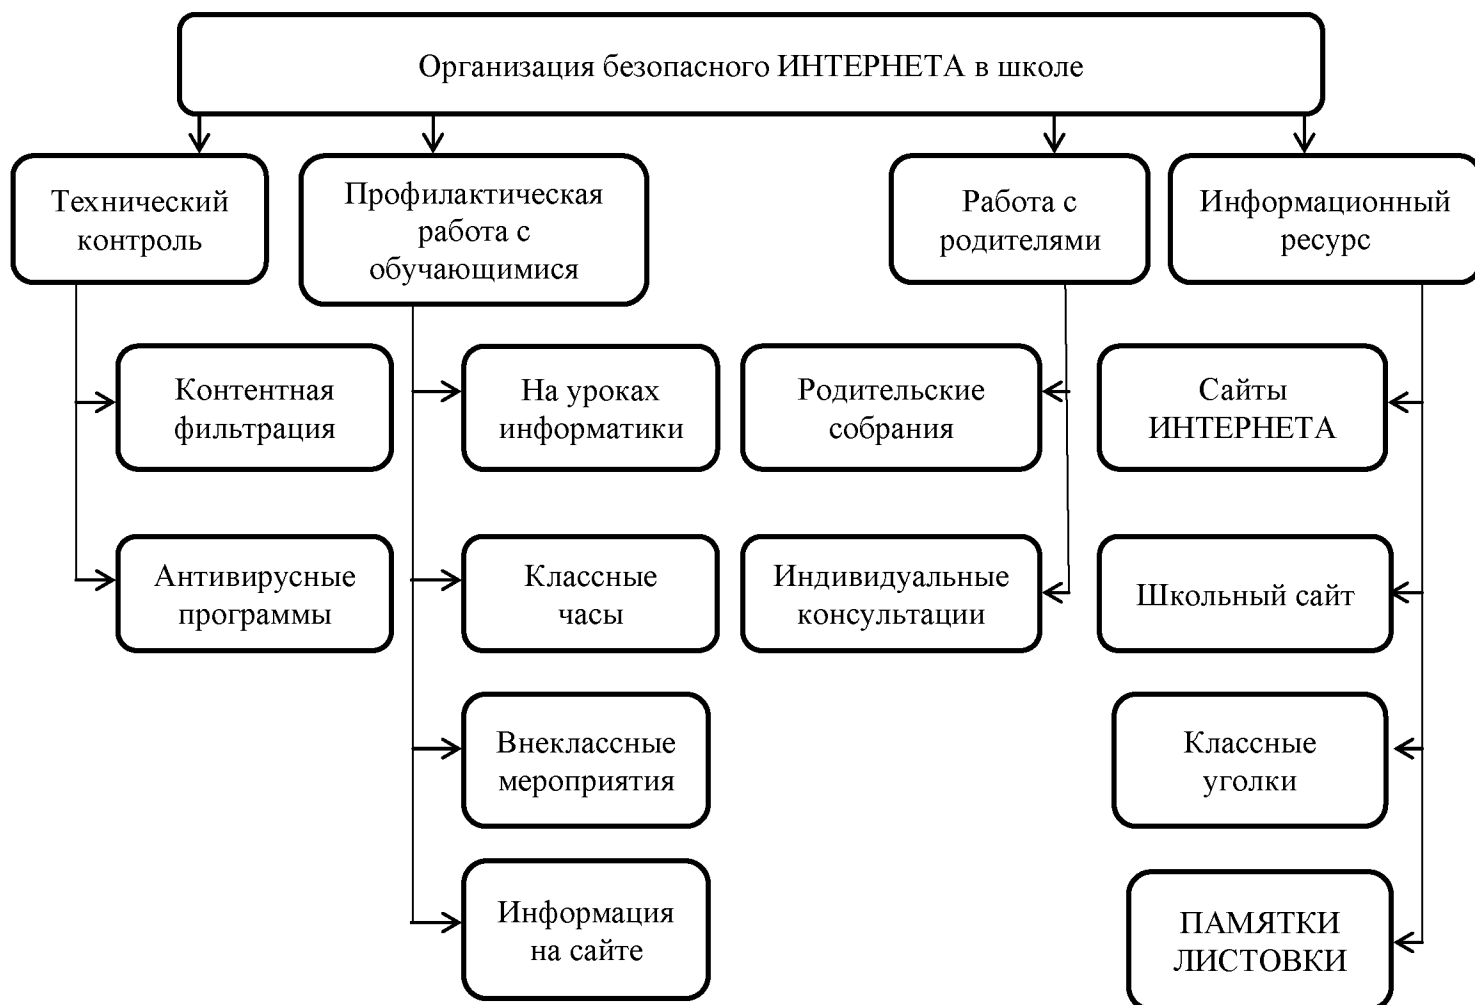 Организация безопасного ИНТЕРНЕТА в школе
Технический
контроль
Профилактическая
работа с
обучающимися
Работа с
родителями
Информационный
ресурс
Контентная
фильтрация
На уроках
информатики
Родительские
собрания
Сайты
ИНТЕРНЕТА
Антивирусные
программы
Классные
часы
Индивидуальные
консультации
Школьный сайт
Внеклассные
мероприятия
Классные
уголки
Информация
на сайте
ПАМЯТКИ
ЛИСТОВКИ